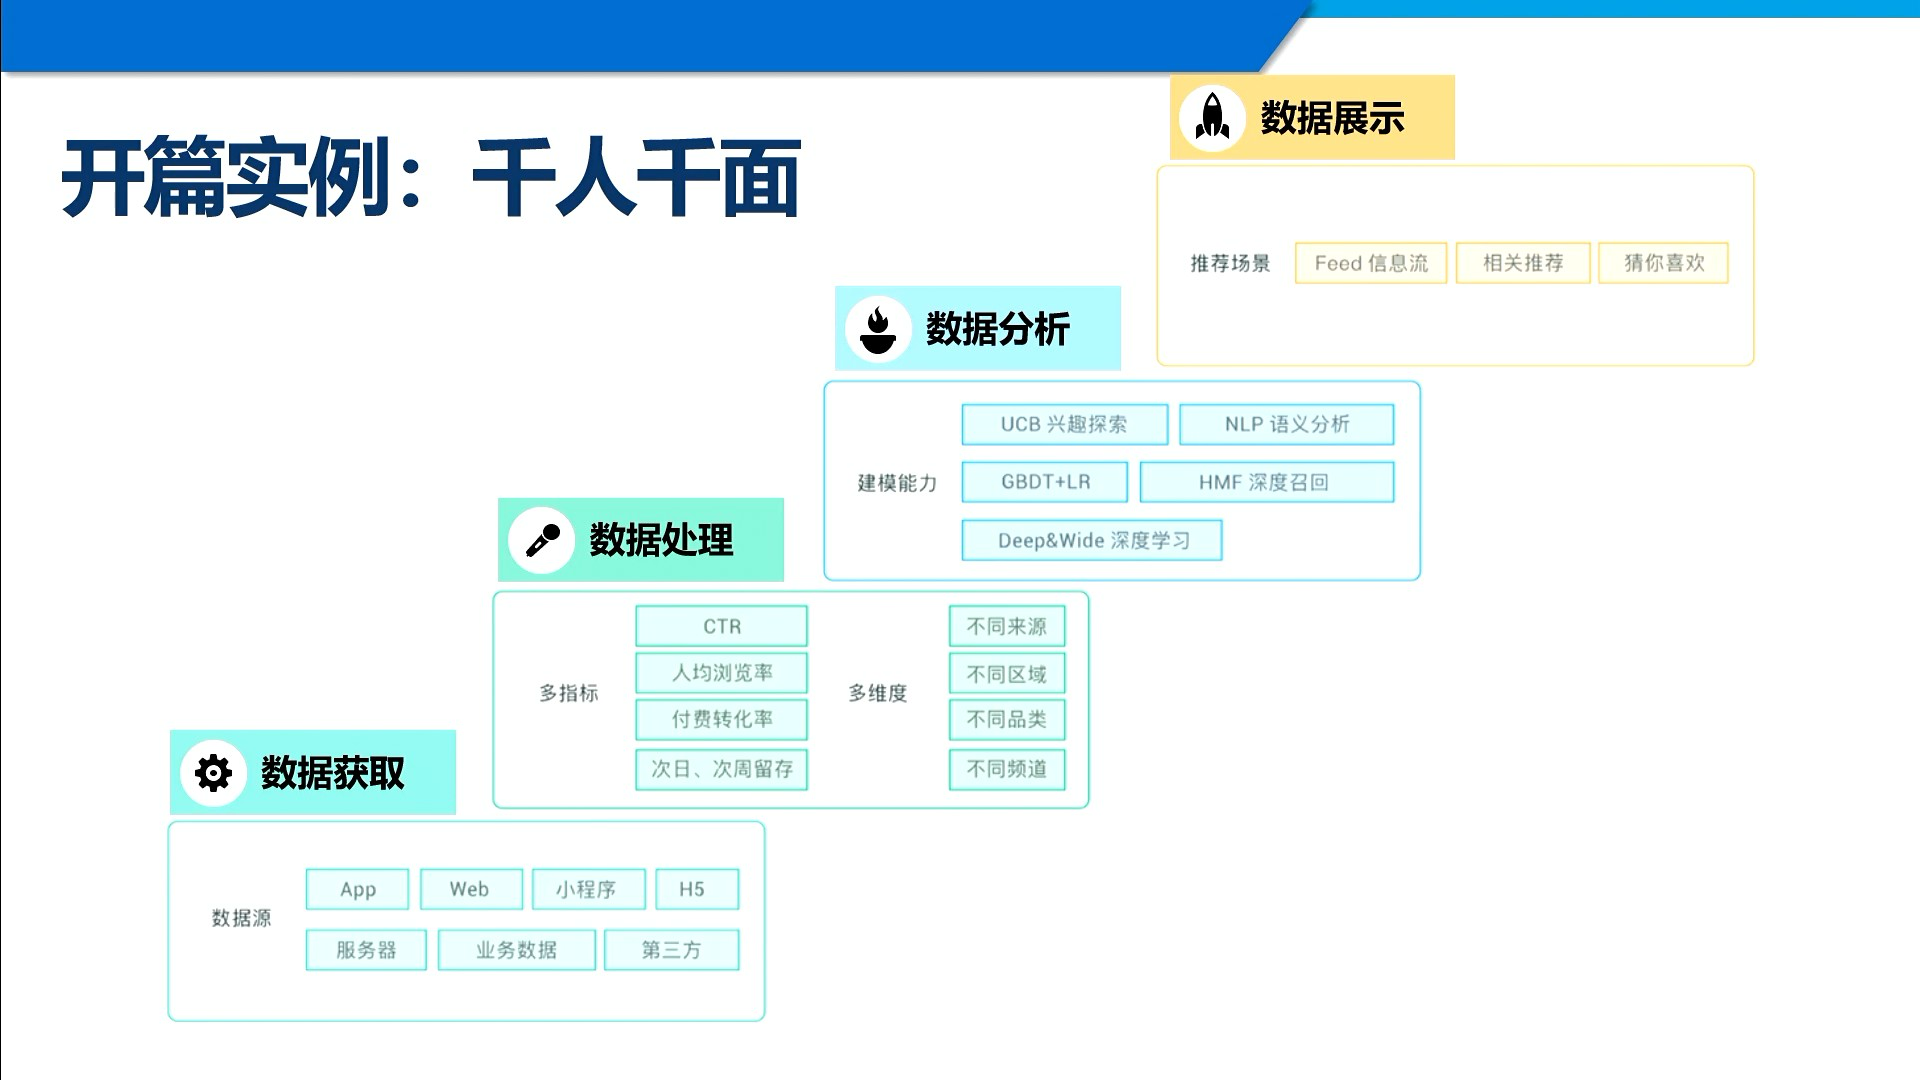 开篇实例：千人千面
数据展示
推荐场景 Feed 信息流 相关推荐 猜你喜欢
数据分析
建模能力
UCB 兴趣探索 NLP 语义分析
GBDT+LR HMF 深度召回
Deep&Wide 深度学习
数据处理
多指标
CTR
人均浏览率
付费转化率
次日、次周留存
多维度
不同来源
不同区域
不同品类
不同频道
数据获取
数据源
App Web 小程序 H5
服务器 业务数据 第三方